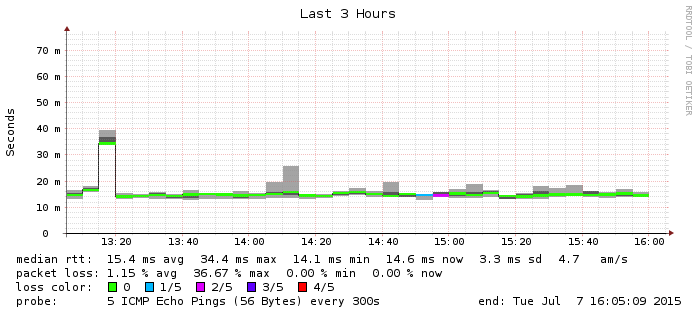 Last 3 Hours
RRDTOOL / TOBI OETIKER
Seconds
70 m
60 m
50 m
40 m
30 m
20 m
10 m
0
13:20 13:40 14:00 14:20 14:40 15:00 15:20 15:40 16:00
median rtt: 15.4 ms avg 34.4 ms max 14.1 ms min 14.6 ms now 3.3 ms sd 4.7 am/s
packet loss: 1.15 % avg 36.67 % max 0.00 % min 0.00 % now
loss color: 0 1/5 2/5 3/5 4/5
probe: 5 ICMP Echo Pings (56 Bytes) every 300s end: Tue Jul 7 16:05:09 2015